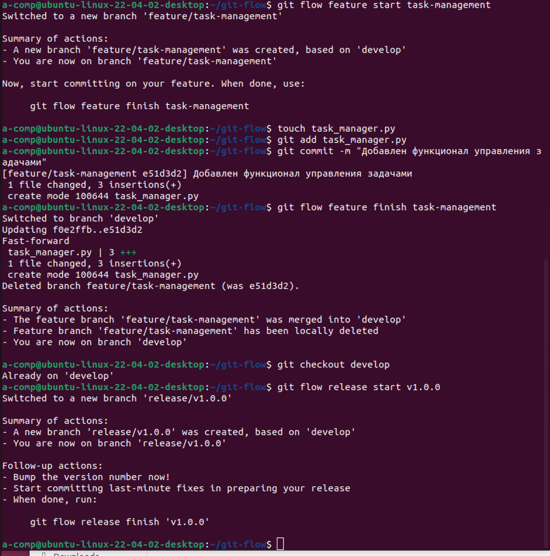 a-comp@ubuntu-linux-22-04-02-desktop:~/git-flow$ git flow feature start task-management
Switched to a new branch 'feature/task-management'

Summary of actions:
- A new branch 'feature/task-management' was created, based on 'develop'
- You are now on branch 'feature/task-management'

Now, start committing on your feature. When done, use:

     git flow feature finish task-management

a-comp@ubuntu-linux-22-04-02-desktop:~/git-flow$ touch task_manager.py
a-comp@ubuntu-linux-22-04-02-desktop:~/git-flow$ git add task_manager.py
a-comp@ubuntu-linux-22-04-02-desktop:~/git-flow$ git commit -m "Добавлен функционал управления з
адачами"
[feature/task-management e51d3d2] Добавлен функционал управления задачами
 1 file changed, 3 insertions(+)
 create mode 100644 task_manager.py
a-comp@ubuntu-linux-22-04-02-desktop:~/git-flow$ git flow feature finish task-management
Switched to branch 'develop'
Updating f0e2ffb..e51d3d2
Fast-forward
 task_manager.py | 3 +++
 1 file changed, 3 insertions(+)
 create mode 100644 task_manager.py
Deleted branch feature/task-management (was e51d3d2).

Summary of actions:
- The feature branch 'feature/task-management' was merged into 'develop'
- Feature branch 'feature/task-management' has been locally deleted
- You are now on branch 'develop'

a-comp@ubuntu-linux-22-04-02-desktop:~/git-flow$ git checkout develop
Already on 'develop'
a-comp@ubuntu-linux-22-04-02-desktop:~/git-flow$ git flow release start v1.0.0
Switched to a new branch 'release/v1.0.0'

Summary of actions:
- A new branch 'release/v1.0.0' was created, based on 'develop'
- You are now on branch 'release/v1.0.0'

Follow-up actions:
- Bump the version number now!
- Start committing last-minute fixes in preparing your release
- When done, run:

     git flow release finish 'v1.0.0'

a-comp@ubuntu-linux-22-04-02-desktop:~/git-flow$